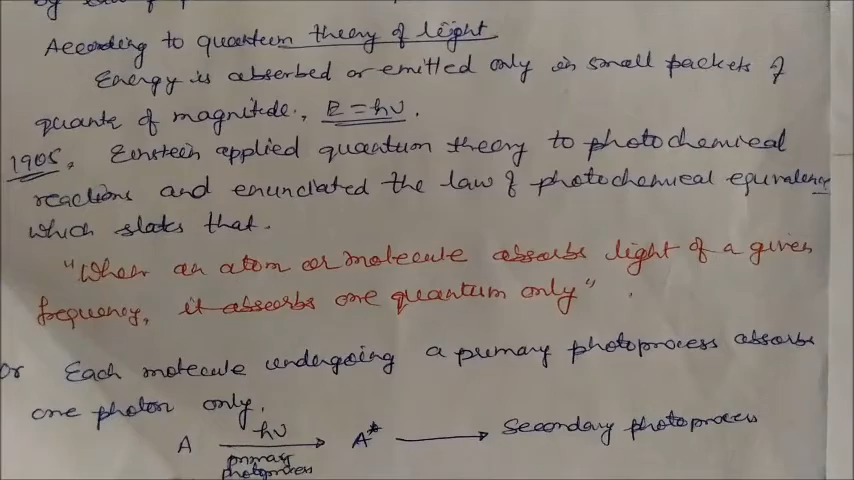 by
According to quantum theory of light
Energy is absorbed or emitted only in small packets of
quanta of magnitude., E = hν.
1905, Einstein applied quantum theory to photochemical
reactions and enunciated the law of photochemical equivalence
which states that.
"When an atom or molecule absorbs light of a given
frequency, it absorbs one quantum only".
Or Each molecule undergoing a primary photoprocess absorbs
one photon only.
A hν primary photoprocess → A* → Secondary photoprocess